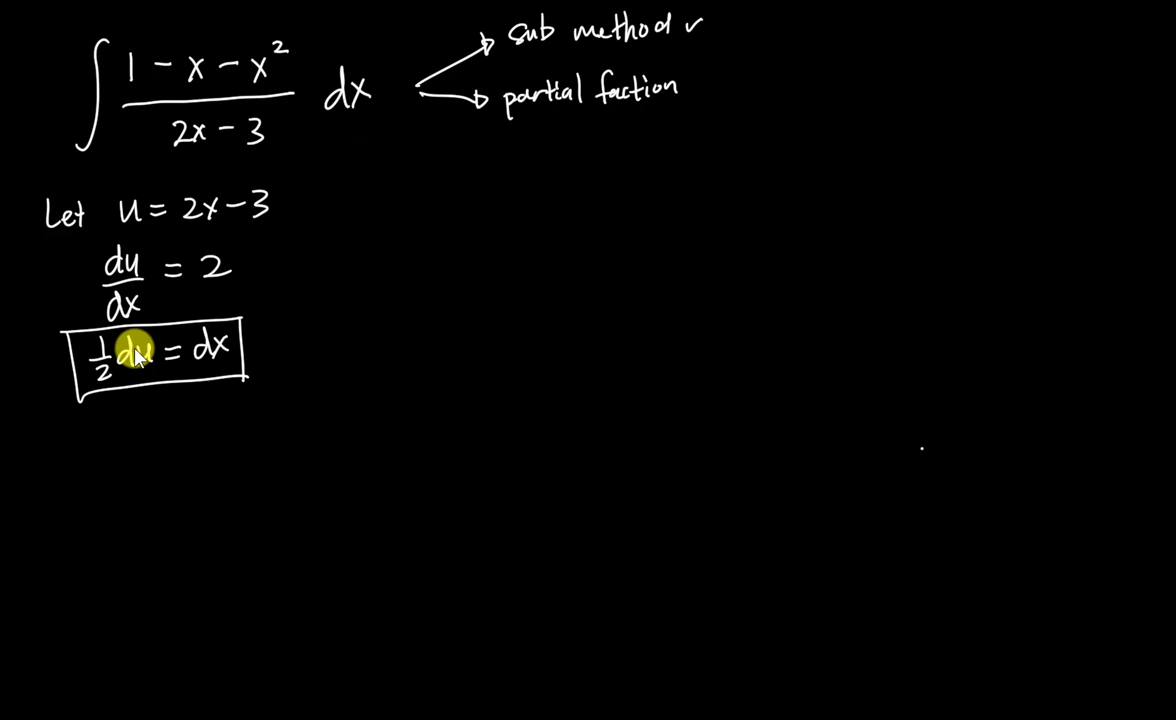 ∫ (1 - x - x²)/(2x - 3) dx
sub method ✓
partial faction
Let u = 2x - 3
du/dx = 2
1/2 du = dx